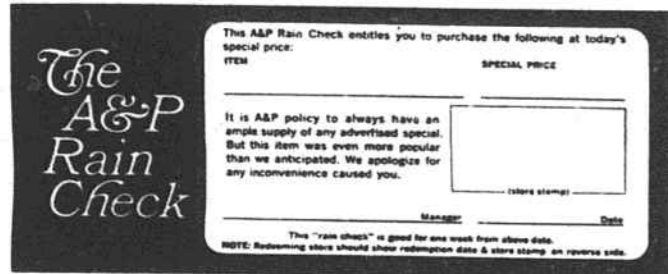 The
A&P
Rain
Check
This A&P Rain Check entitles you to purchase the following at today's
special price:
ITEM
SPECIAL PRICE
It is A&P policy to always have an
ample supply of any advertised special.
But this item was even more popular
than we anticipated. We apologize for
any inconvenience caused you.
(store stamp)
Manager
Date
This "rain check" is good for one week from above date.
NOTE: Redeeming store should show redemption date & store stamp on reverse side.